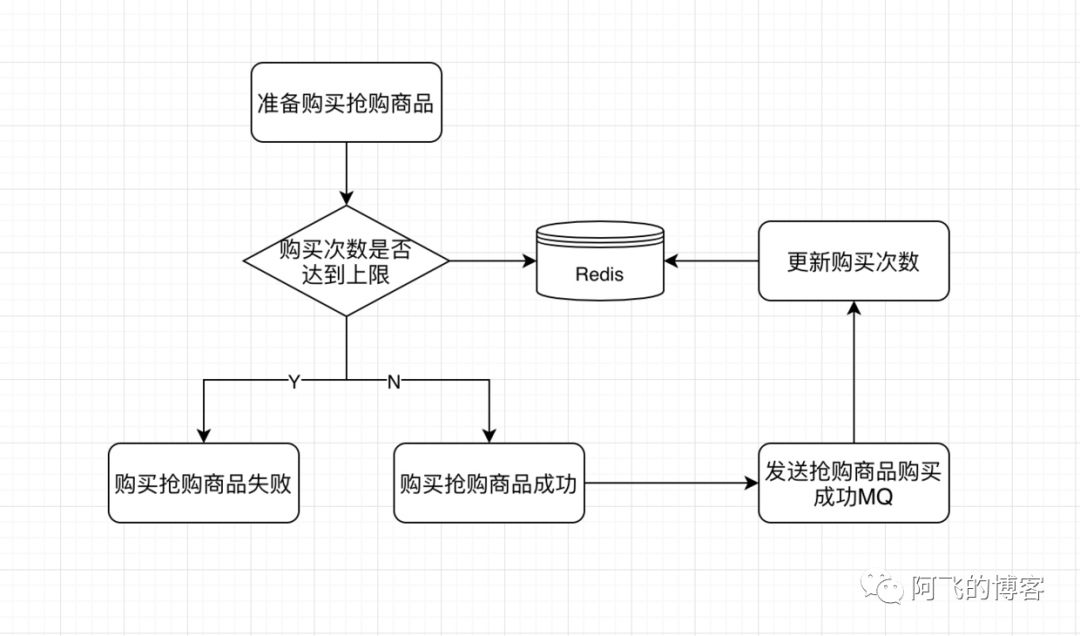 准备购买抢购商品
购买次数是否
达到上限
Redis
更新购买次数
Y
N
购买抢购商品失败
购买抢购商品成功
发送抢购商品购买
成功MQ
阿飞的博客